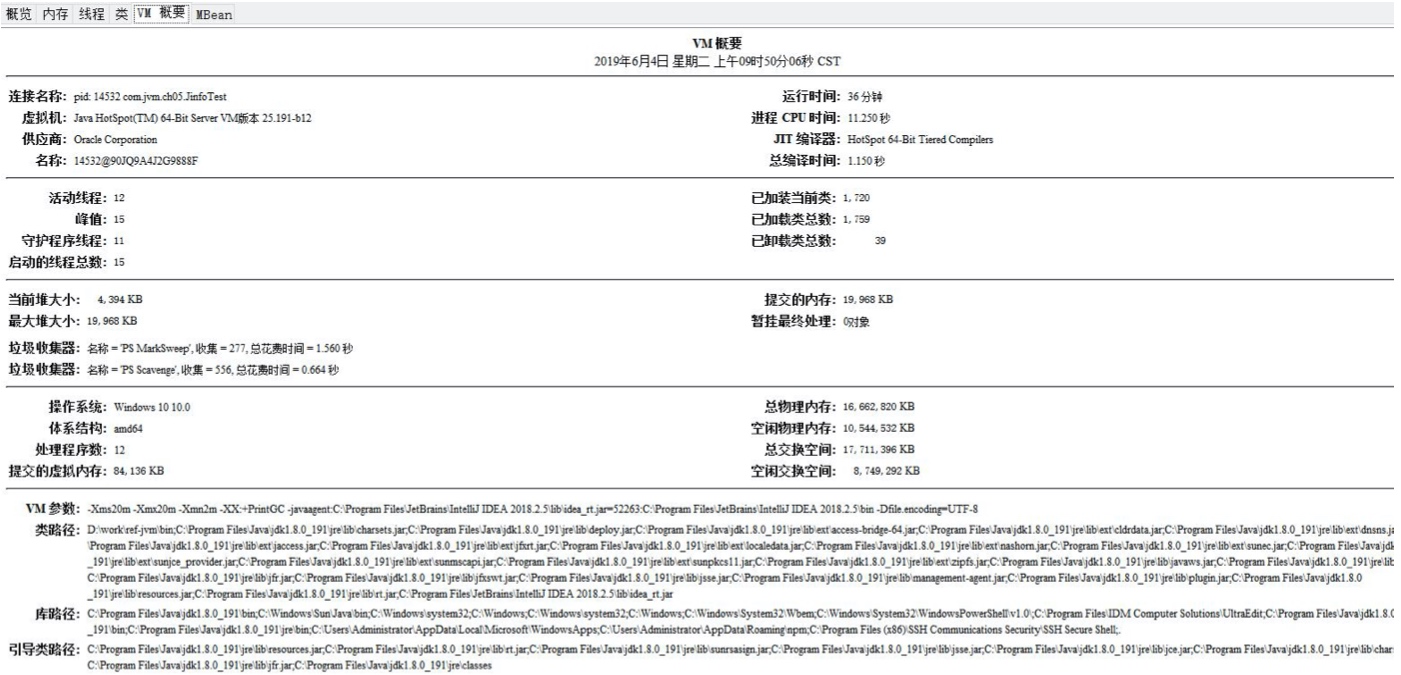 概览 内存 线程 类 VM 概要 MBean
VM 概要
2019年6月4日 星期二 上午09时50分06秒 CST
连接名称: pid: 14532 com.jvm.ch05.JinfoTest 运行时间: 36 分钟
虚拟机: Java HotSpot(TM) 64-Bit Server VM版本 25.191-b12 进程 CPU 时间: 11.250 秒
供应商: Oracle Corporation JIT 编译器: HotSpot 64-Bit Tiered Compilers
名称: 14532@90JQ9A4J2G9888F 总编译时间: 1.150 秒
活动线程: 12 已加装当前类: 1,720
峰值: 15 已加载类总数: 1,759
守护程序线程: 11 已卸载类总数: 39
启动的线程总数: 15
当前堆大小: 4,394 KB 提交的内存: 19,968 KB
最大堆大小: 19,968 KB 暂挂最终处理: 0对象
垃圾收集器: 名称 = 'PS MarkSweep', 收集 = 277, 总花费时间 = 1.560 秒
垃圾收集器: 名称 = 'PS Scavenge', 收集 = 556, 总花费时间 = 0.664 秒
操作系统: Windows 10 10.0 总物理内存: 16,662,820 KB
体系结构: amd64 空闲物理内存: 10,544,532 KB
处理程序数: 12 总交换空间: 17,711,396 KB
提交的虚拟内存: 84,136 KB 空闲交换空间: 8,749,292 KB
VM 参数: -Xms20m -Xmx20m -Xmn2m -XX:+PrintGC -javaagent:C:\Program Files\JetBrains\IntelliJ IDEA 2018.2.5\lib\idea_rt.jar=52263:C:\Program Files\JetBrains\IntelliJ IDEA 2018.2.5\bin -Dfile.encoding=UTF-8
类路径: D:\work\ref-jvm\bin;C:\Program Files\Java\jdk1.8.0_191\jre\lib\charsets.jar;C:\Program Files\Java\jdk1.8.0_191\jre\lib\deploy.jar;C:\Program Files\Java\jdk1.8.0_191\jre\lib\ext\access-bridge-64.jar;C:\Program Files\Java\jdk1.8.0_191\jre\lib\ext\cldrdata.jar;C:\Program Files\Java\jdk1.8.0_191\jre\lib\ext\dnsns.ja
\Program Files\Java\jdk1.8.0_191\jre\lib\ext\jaccess.jar;C:\Program Files\Java\jdk1.8.0_191\jre\lib\ext\jfxrt.jar;C:\Program Files\Java\jdk1.8.0_191\jre\lib\ext\localedata.jar;C:\Program Files\Java\jdk1.8.0_191\jre\lib\ext\nashorn.jar;C:\Program Files\Java\jdk1.8.0_191\jre\lib\ext\sunec.jar;C:\Program Files\Java\jdk
_191\jre\lib\ext\sunjce_provider.jar;C:\Program Files\Java\jdk1.8.0_191\jre\lib\ext\sunmscapi.jar;C:\Program Files\Java\jdk1.8.0_191\jre\lib\ext\sunpkcs11.jar;C:\Program Files\Java\jdk1.8.0_191\jre\lib\ext\zipfs.jar;C:\Program Files\Java\jdk1.8.0_191\jre\lib\javaws.jar;C:\Program Files\Java\jdk1.8.0_191\jre\lib
C:\Program Files\Java\jdk1.8.0_191\jre\lib\jfr.jar;C:\Program Files\Java\jdk1.8.0_191\jre\lib\jfxswt.jar;C:\Program Files\Java\jdk1.8.0_191\jre\lib\jsse.jar;C:\Program Files\Java\jdk1.8.0_191\jre\lib\management-agent.jar;C:\Program Files\Java\jdk1.8.0_191\jre\lib\plugin.jar;C:\Program Files\Java\jdk1.8.0
_191\jre\lib\resources.jar;C:\Program Files\Java\jdk1.8.0_191\jre\lib\rt.jar;C:\Program Files\JetBrains\IntelliJ IDEA 2018.2.5\lib\idea_rt.jar
库路径: C:\Program Files\Java\jdk1.8.0_191\bin;C:\Windows\Sun\Java\bin;C:\Windows\system32;C:\Windows;C:\Windows\system32;C:\Windows;C:\Windows\System32\Wbem;C:\Windows\System32\WindowsPowerShell\v1.0\;C:\Program Files\IDM Computer Solutions\UltraEdit;C:\Program Files\Java\jdk1.8.0
_191\bin;C:\Program Files\Java\jdk1.8.0_191\jre\bin;C:\Users\Administrator\AppData\Local\Microsoft\WindowsApps;C:\Users\Administrator\AppData\Roaming\npm;C:\Program Files (x86)\SSH Communications Security\SSH Secure Shell;.
引导类路径: C:\Program Files\Java\jdk1.8.0_191\jre\lib\resources.jar;C:\Program Files\Java\jdk1.8.0_191\jre\lib\rt.jar;C:\Program Files\Java\jdk1.8.0_191\jre\lib\sunrsasign.jar;C:\Program Files\Java\jdk1.8.0_191\jre\lib\jsse.jar;C:\Program Files\Java\jdk1.8.0_191\jre\lib\jce.jar;C:\Program Files\Java\jdk1.8.0_191\jre\lib\char
C:\Program Files\Java\jdk1.8.0_191\jre\lib\jfr.jar;C:\Program Files\Java\jdk1.8.0_191\jre\classes